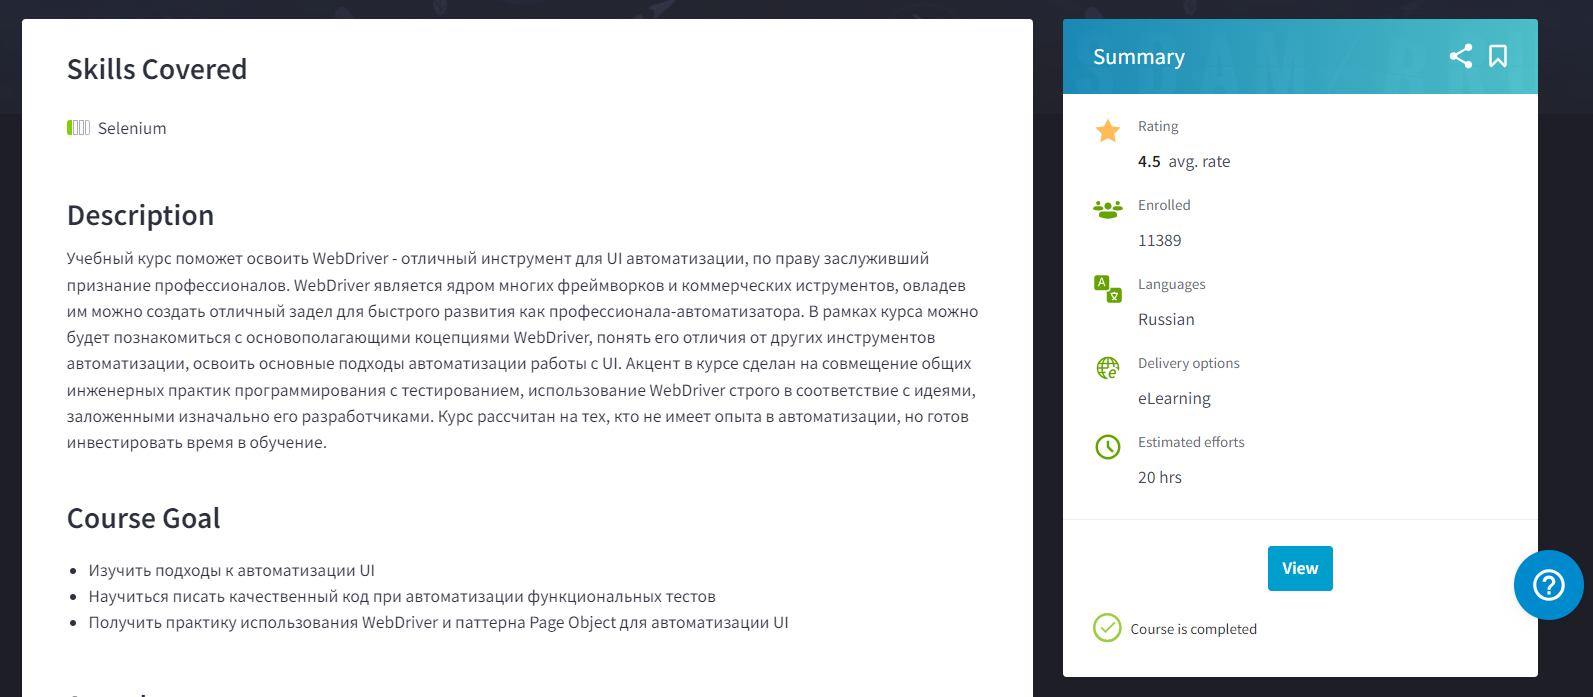 Skills Covered
Selenium
Description
Учебный курс поможет освоить WebDriver - отличный инструмент для UI автоматизации, по праву заслуживший
признание профессионалов. WebDriver является ядром многих фреймворков и коммерческих иструментов, овладев
им можно создать отличный задел для быстрого развития как профессионала-автоматизатора. В рамках курса можно
будет познакомиться с основополагающими коцепциями WebDriver, понять его отличия от других инструментов
автоматизации, освоить основные подходы автоматизации работы с UI. Акцент в курсе сделан на совмещение общих
инженерных практик программирования с тестированием, использование WebDriver строго в соответствие с идеями,
заложенными изначально его разработчиками. Курс рассчитан на тех, кто не имеет опыта в автоматизации, но готов
инвестировать время в обучение.
Course Goal
Изучить подходы к автоматизации UI
Научиться писать качественный код при автоматизации функциональных тестов
Получить практику использования WebDriver и паттерна Page Object для автоматизации UI
Summary
Rating
4.5 avg. rate
Enrolled
11389
Languages
Russian
Delivery options
eLearning
Estimated efforts
20 hrs
View
Course is completed